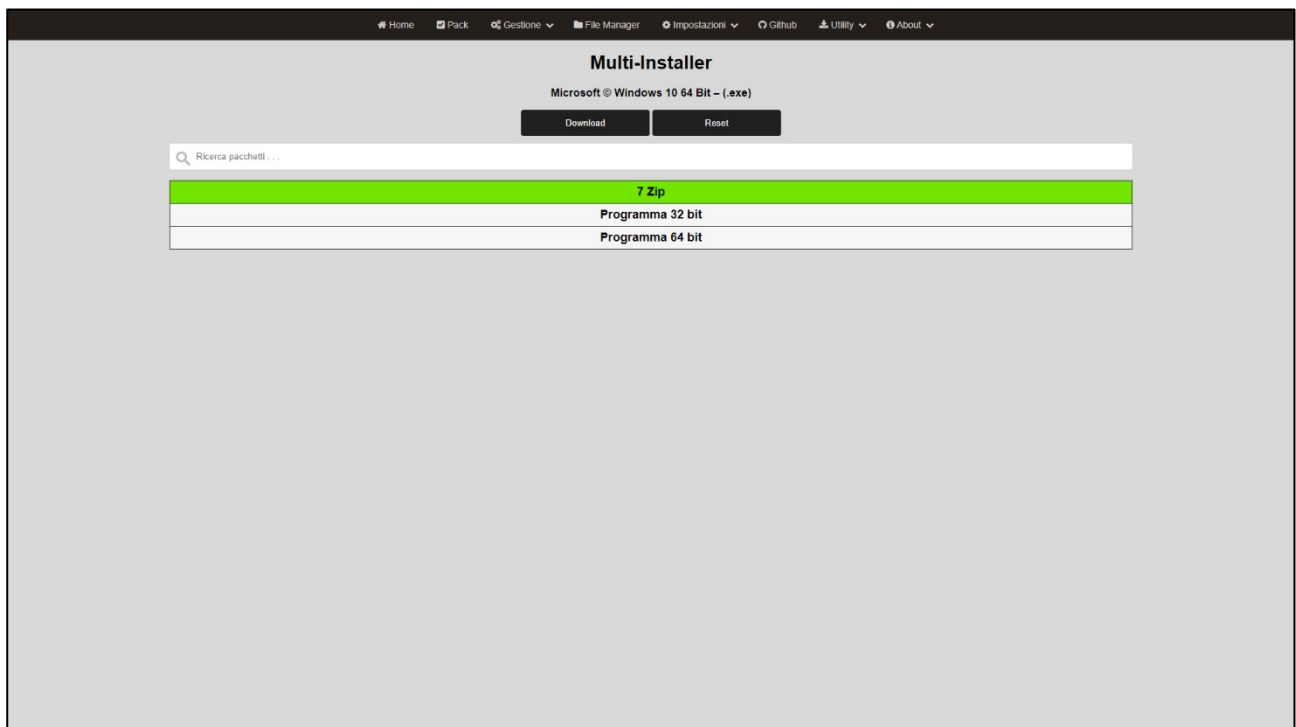 Home Pack Gestione File Manager Impostazioni Github Utility About
Multi-Installer
Microsoft © Windows 10 64 Bit – (.exe)
Download Reset
Ricerca pacchetti . . .
7 Zip
Programma 32 bit
Programma 64 bit